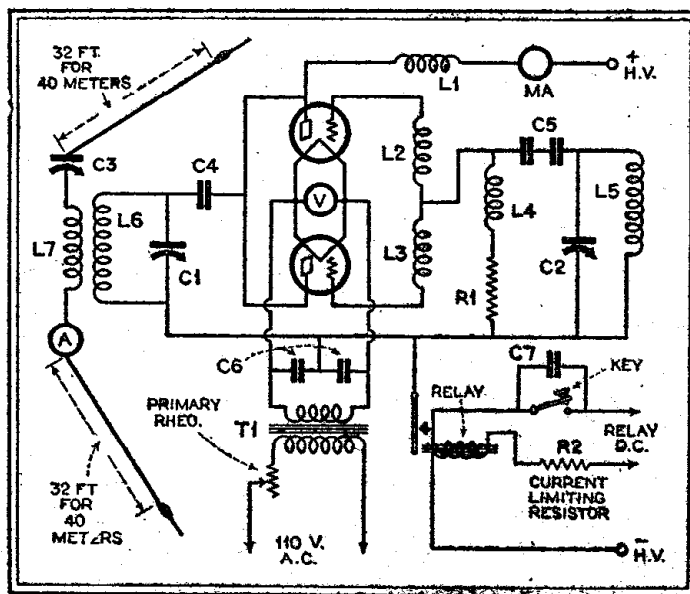 32 FT.
FOR
40 METERS
C3
L7
L6
C1
C4
A
32 FT
FOR
40
METERS
V
L1
MA
+
H.V.
L2
L3
C5
L4
L5
R1
C2
C6
PRIMARY
RHEO.
T1
110 V.
A.C.
C7
KEY
RELAY
RELAY
D.C.
R2
CURRENT
LIMITING
RESISTOR
-
H.V.